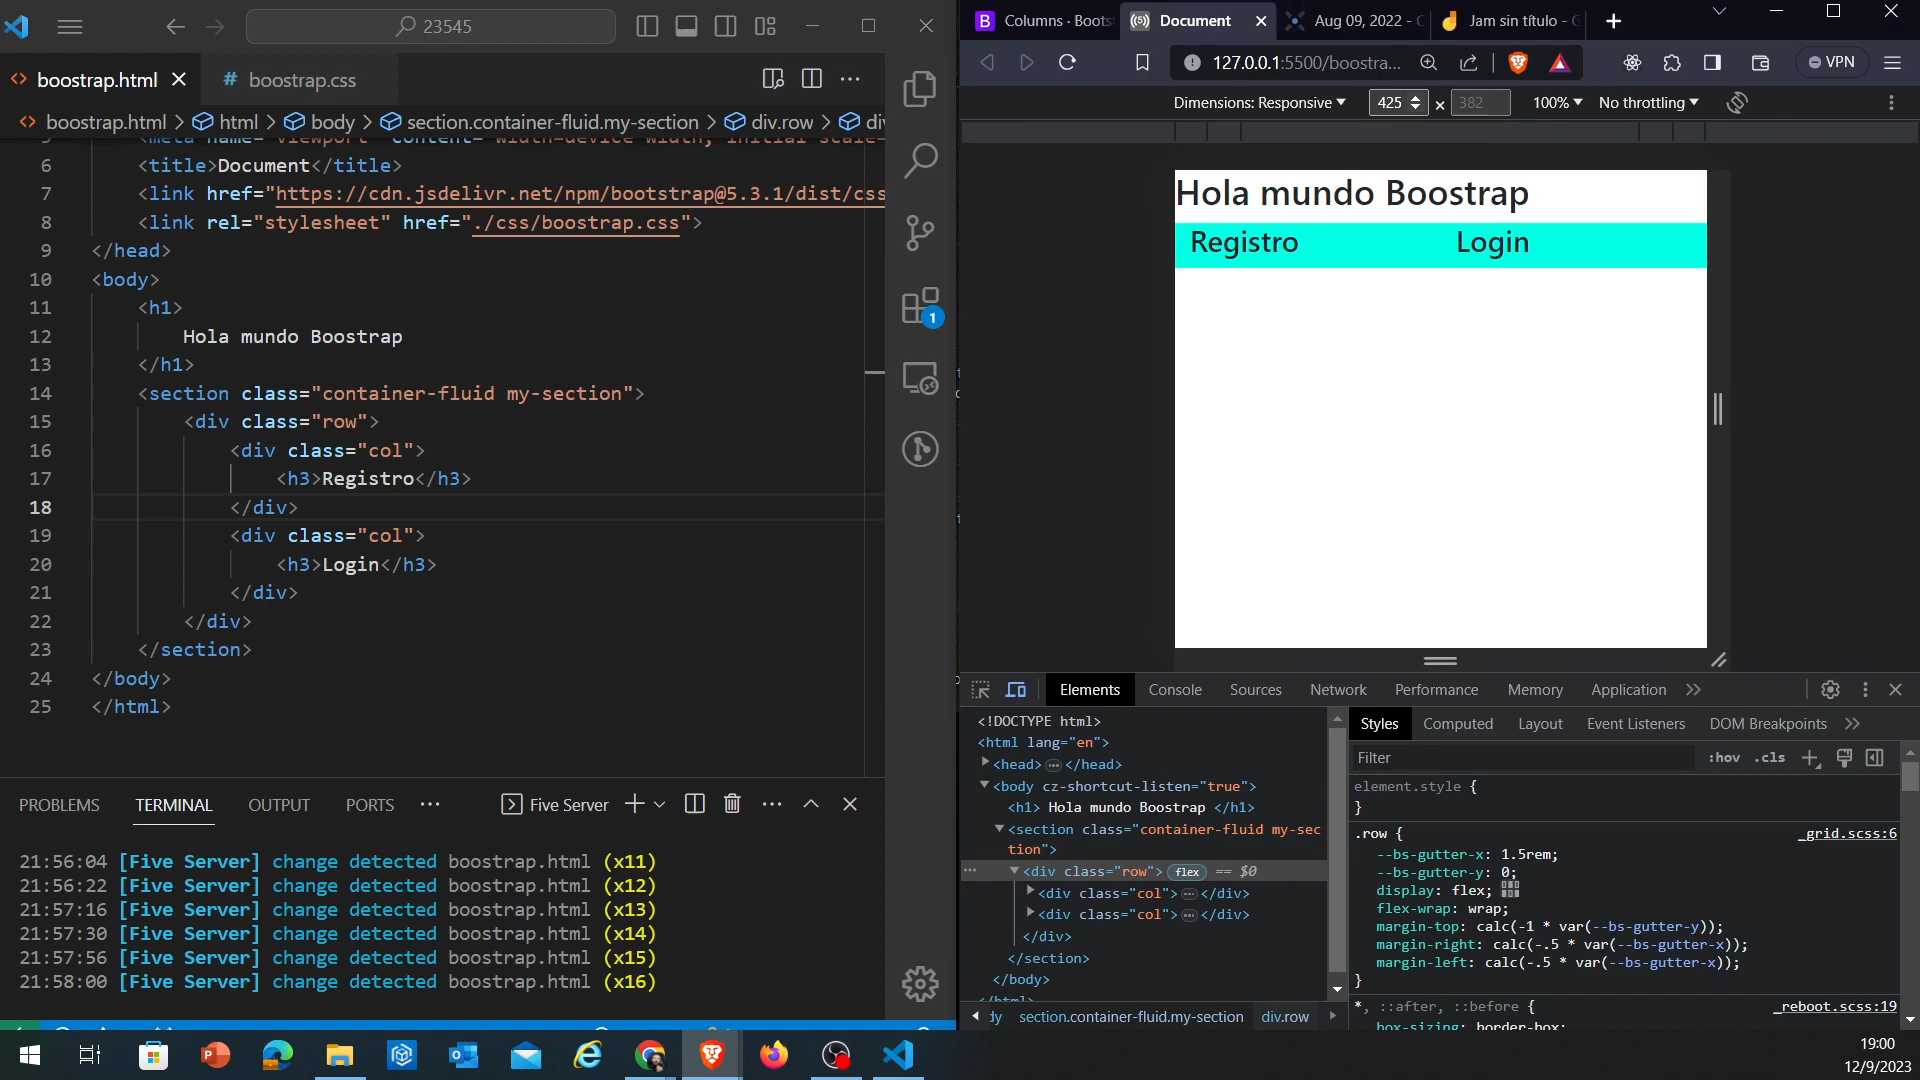 23545
boostrap.html
# boostrap.css
boostrap.html > html > body > section.container-fluid.my-section > div.row >
6 <title>Document</title>
7 <link href="https://cdn.jsdelivr.net/npm/bootstrap@5.3.1/dist/css
8 <link rel="stylesheet" href="./css/boostrap.css">
9 </head>
10 <body>
11 <h1>
12 Hola mundo Boostrap
13 </h1>
14 <section class="container-fluid my-section">
15 <div class="row">
16 <div class="col">
17 <h3>Registro</h3>
18 </div>
19 <div class="col">
20 <h3>Login</h3>
21 </div>
22 </div>
23 </section>
24 </body>
25 </html>
1
PROBLEMS TERMINAL OUTPUT PORTS ··· Five Server
21:56:04 [Five Server] change detected boostrap.html (x11)
21:56:22 [Five Server] change detected boostrap.html (x12)
21:57:16 [Five Server] change detected boostrap.html (x13)
21:57:30 [Five Server] change detected boostrap.html (x14)
21:57:56 [Five Server] change detected boostrap.html (x15)
21:58:00 [Five Server] change detected boostrap.html (x16)
B Columns · Boots Document Aug 09, 2022 - Jam sin título -
127.0.0.1:5500/boostra... VPN
Dimensions: Responsive 425 × 382 100% No throttling
Hola mundo Boostrap
Registro Login
Elements Console Sources Network Performance Memory Application
<!DOCTYPE html>
<html lang="en">
<head> ··· </head>
<body cz-shortcut-listen="true">
<h1> Hola mundo Boostrap </h1>
<section class="container-fluid my-sec
tion">
··· <div class="row"> flex == $0
<div class="col"> ··· </div>
<div class="col"> ··· </div>
</div>
</section>
</body>
</html>
dy section.container-fluid.my-section div.row
Styles Computed Layout Event Listeners DOM Breakpoints
Filter :hov .cls
element.style {
}
.row { _grid.scss:6
--bs-gutter-x: 1.5rem;
--bs-gutter-y: 0;
display: flex;
flex-wrap: wrap;
margin-top: calc(-1 * var(--bs-gutter-y));
margin-right: calc(-.5 * var(--bs-gutter-x));
margin-left: calc(-.5 * var(--bs-gutter-x));
}
*, ::after, ::before { _reboot.scss:19
box-sizing: border-box;
19:00
12/9/2023